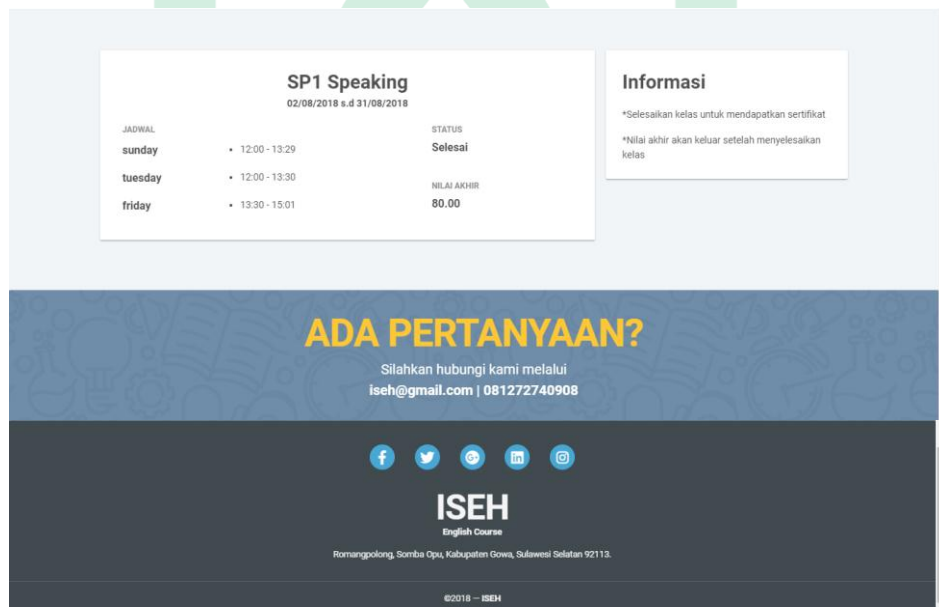 SP1 Speaking
02/08/2018 s.d 31/08/2018
JADWAL
sunday
• 12:00 - 13:29
tuesday
• 12:00 - 13:30
friday
• 13:30 - 15:01
STATUS
Selesai
NILAI AKHIR
80.00
Informasi
*Selesaikan kelas untuk mendapatkan sertifikat
*Nilai akhir akan keluar setelah menyelesaikan
kelas
ADA PERTANYAAN?
Silahkan hubungi kami melalui
iseh@gmail.com | 081272740908
ISEH
English Course
Romangpolong, Somba Opu, Kabupaten Gowa, Sulawesi Selatan 92113.
©2018 — ISEH